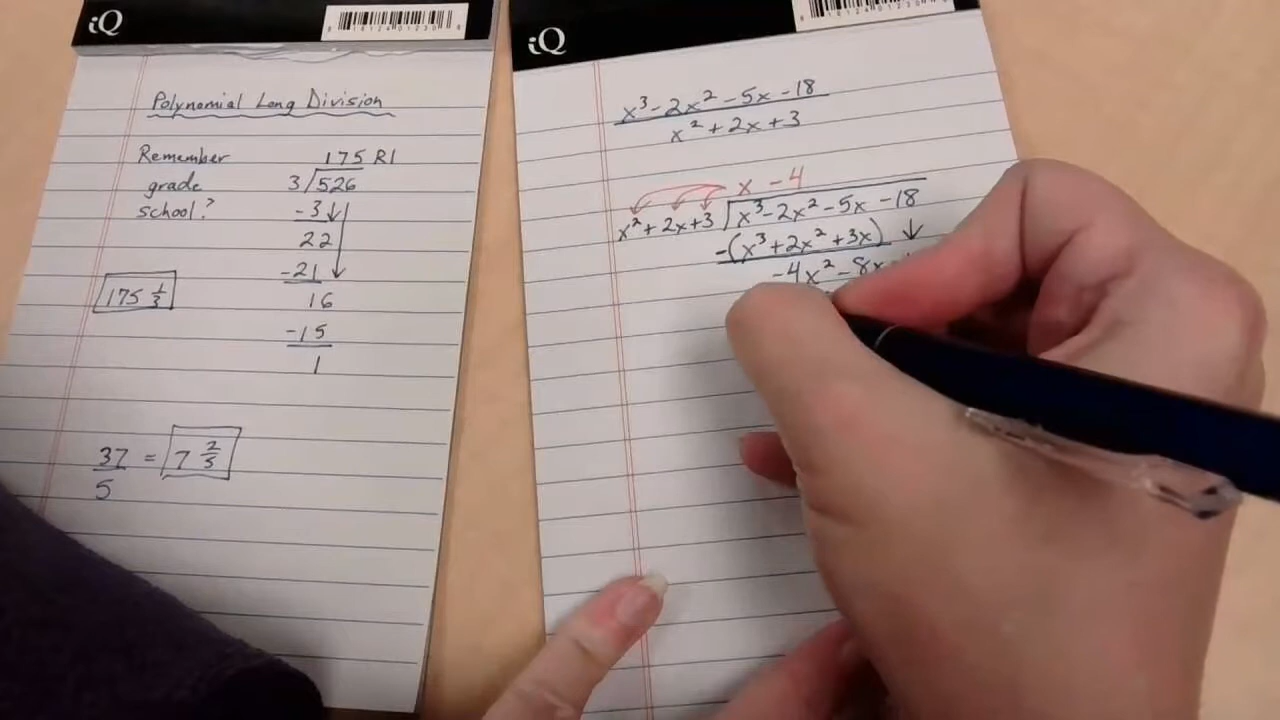 iQ
Polynomial Long Division
Remember
grade
school?
175 R1
3 ⟌ 526
-3
22
-21
16
-15
1
175 1/3
37/5 = 7 2/5
iQ
x³ - 2x² - 5x - 18
x² + 2x + 3
x - 4
x² + 2x + 3 ⟌ x³ - 2x² - 5x - 18
-(x³ + 2x² + 3x)
-4x² - 8x